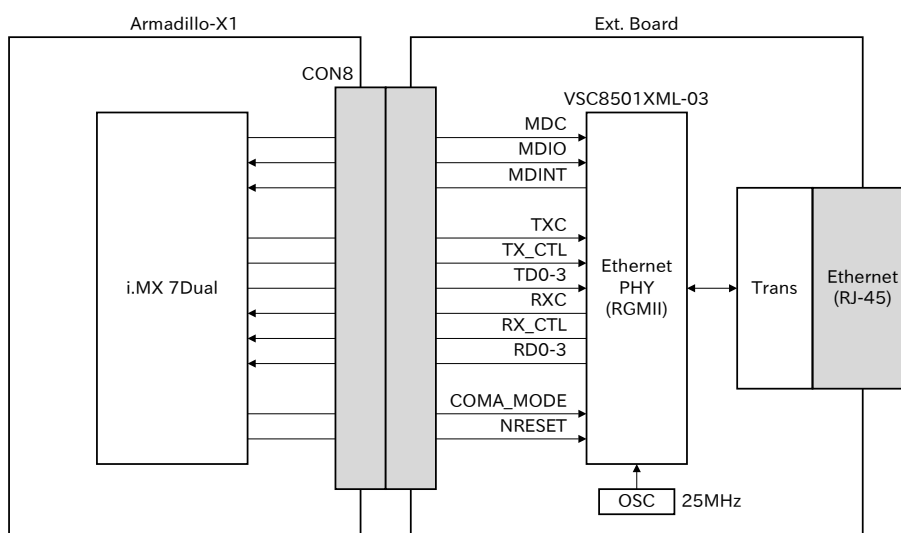 Armadillo-X1
Ext. Board
CON8
VSC8501XML-03
MDC
MDIO
MDINT
TXC
TX_CTL
TD0-3
RXC
RX_CTL
RD0-3
COMA_MODE
NRESET
i.MX 7Dual
Ethernet
PHY
(RGMII)
Trans
Ethernet
(RJ-45)
OSC
25MHz